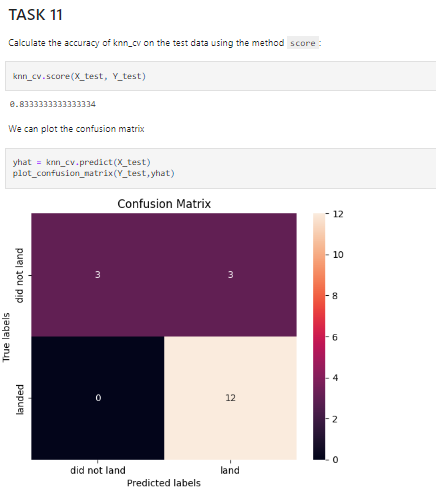 TASK 11
Calculate the accuracy of knn_cv on the test data using the method score :
knn_cv.score(X_test, Y_test)
0.8333333333333334
We can plot the confusion matrix
yhat = knn_cv.predict(X_test)
plot_confusion_matrix(Y_test,yhat)
Confusion Matrix
True labels
did not land
landed
3
3
0
12
did not land
land
Predicted labels
12
10
8
6
4
2
0